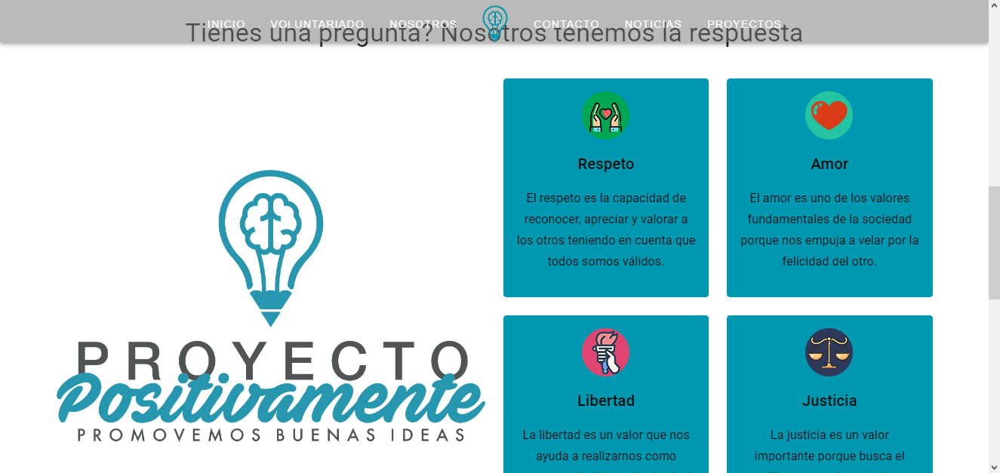 INICIO VOLUNTARIADO NOSOTROS CONTACTO NOTICIAS PROYECTOS
Tienes una pregunta? Nosotros tenemos la respuesta
PROYECTO
Positivamente
PROMOVEMOS BUENAS IDEAS
Respeto
El respeto es la capacidad de
reconocer, apreciar y valorar a
los otros teniendo en cuenta que
todos somos válidos.
Amor
El amor es uno de los valores
fundamentales de la sociedad
porque nos empuja a velar por la
felicidad del otro.
Libertad
La libertad es un valor que nos
ayuda a realizarnos como
Justicia
La justicia es un valor
importante porque busca el